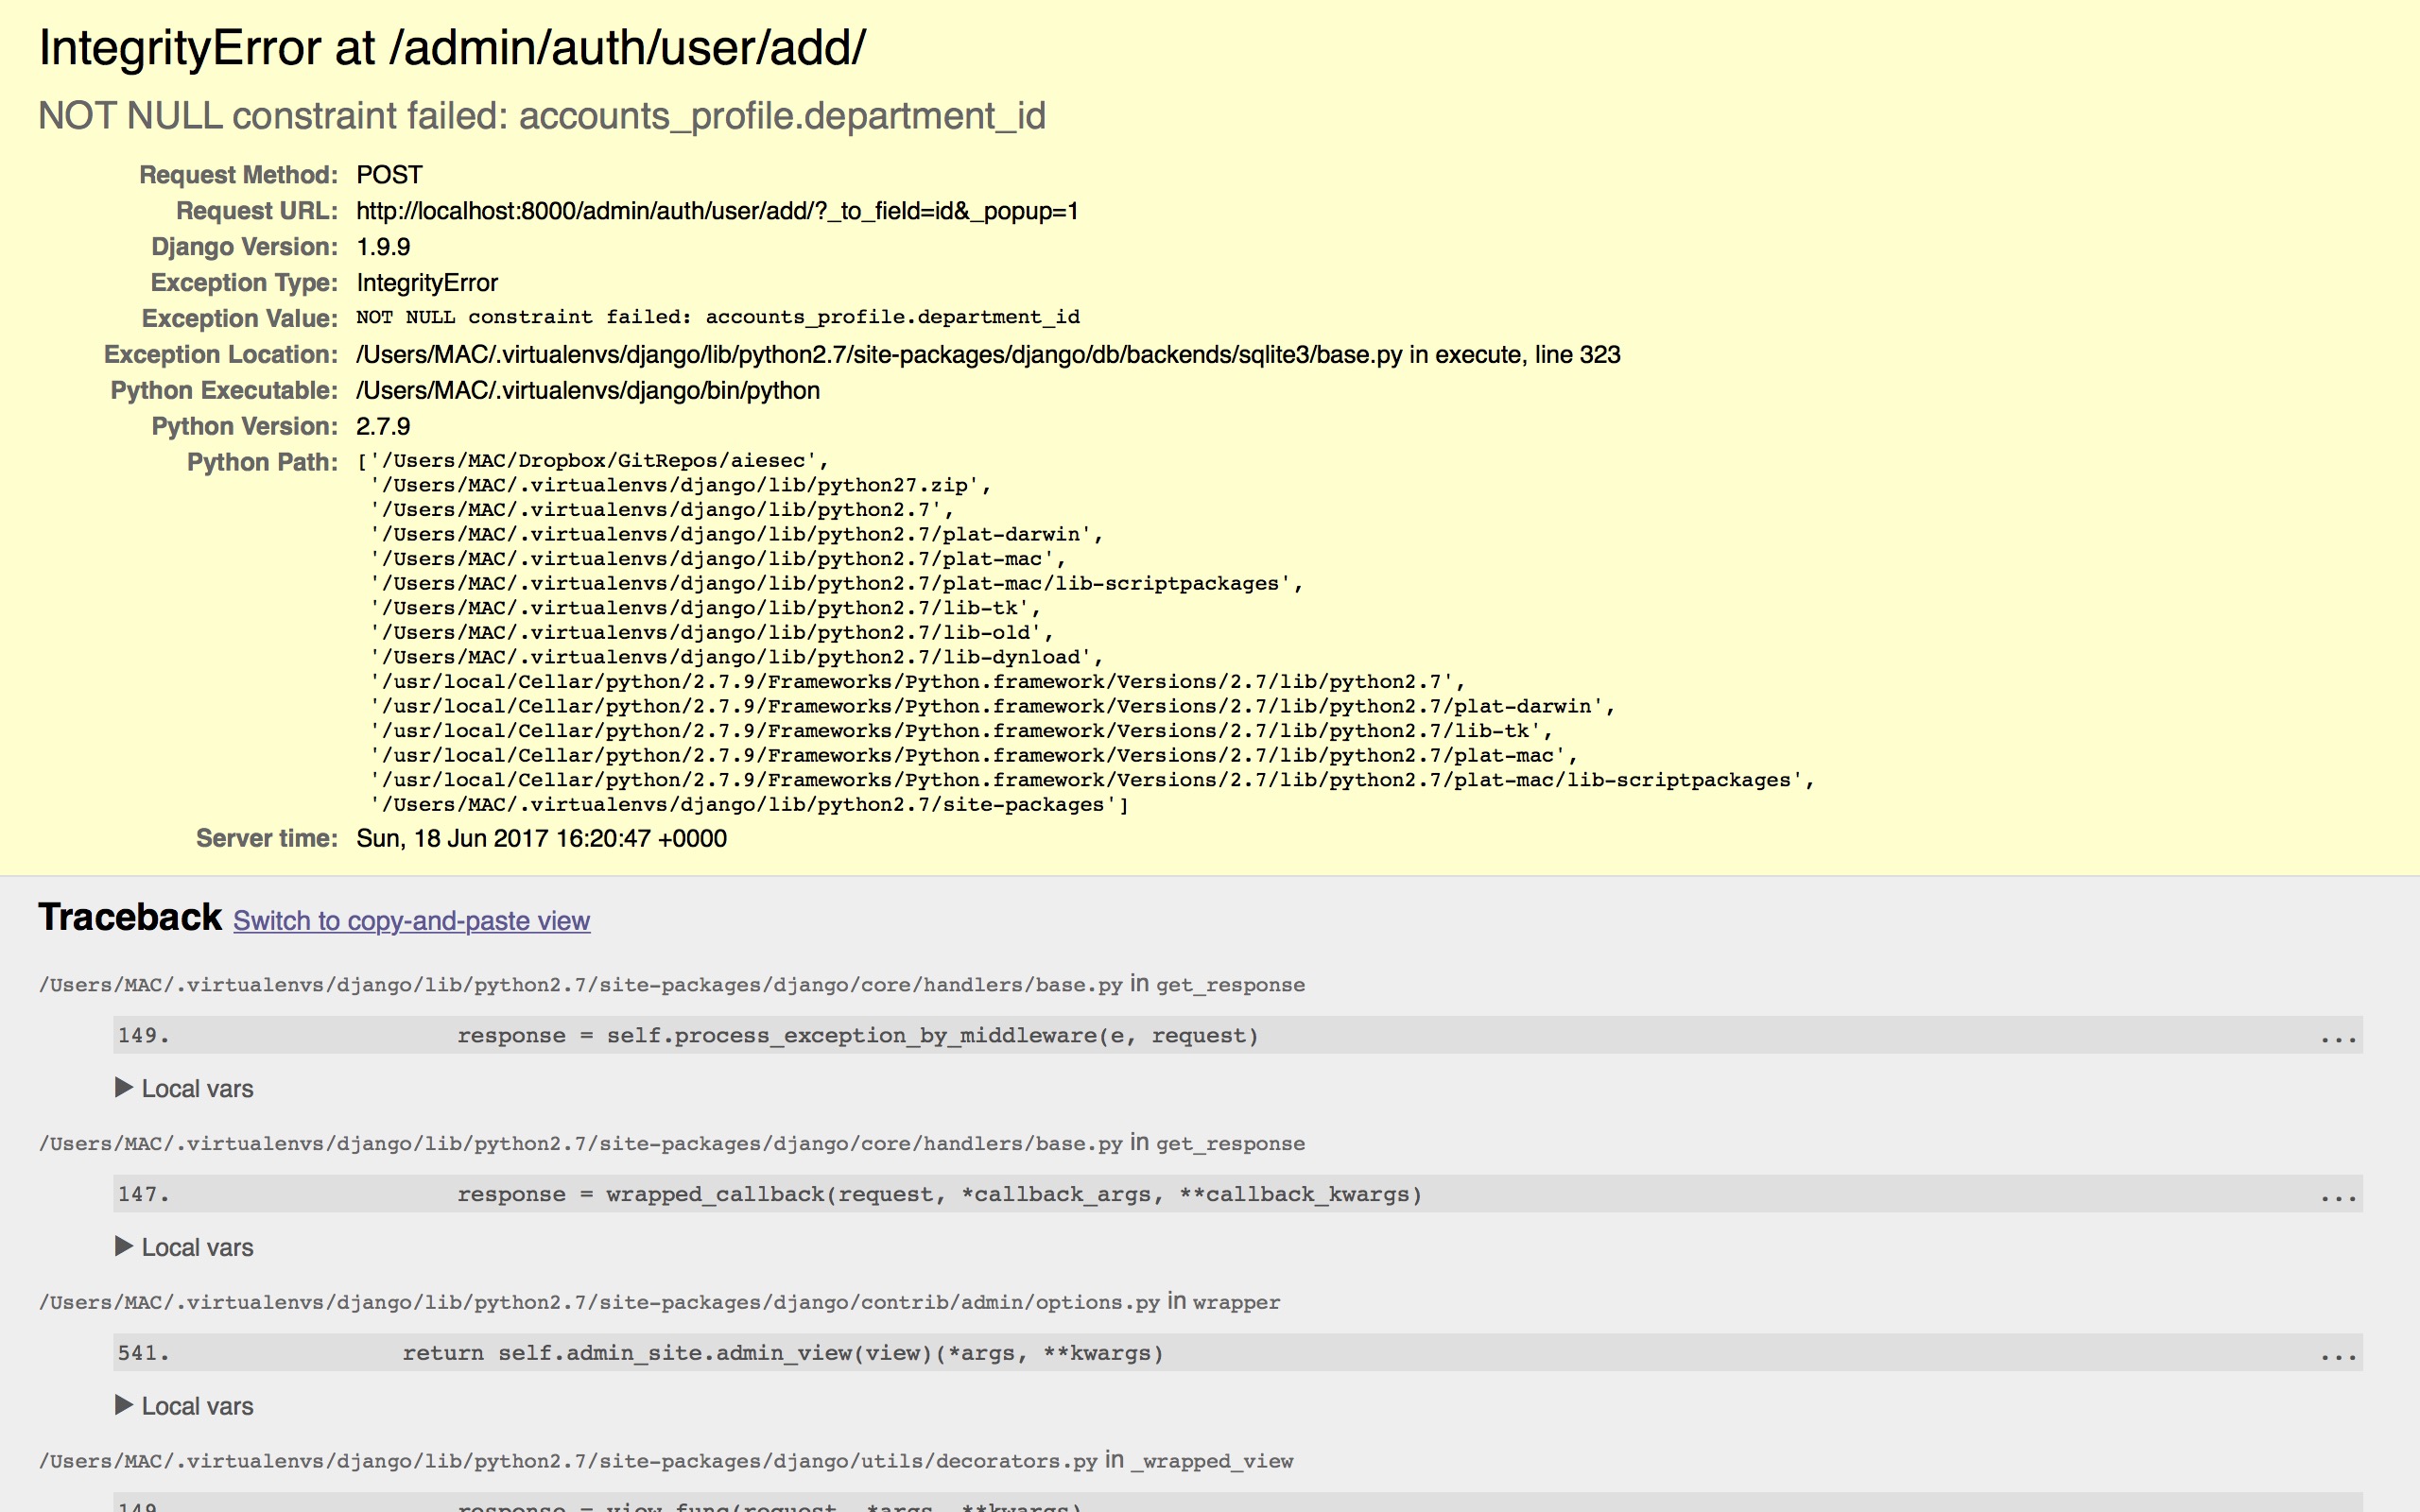 IntegrityError at /admin/auth/user/add/
NOT NULL constraint failed: accounts_profile.department_id
Request Method: POST
Request URL: http://localhost:8000/admin/auth/user/add/?_to_field=id&_popup=1
Django Version: 1.9.9
Exception Type: IntegrityError
Exception Value: NOT NULL constraint failed: accounts_profile.department_id
Exception Location: /Users/MAC/.virtualenvs/django/lib/python2.7/site-packages/django/db/backends/sqlite3/base.py in execute, line 323
Python Executable: /Users/MAC/.virtualenvs/django/bin/python
Python Version: 2.7.9
Python Path: ['/Users/MAC/Dropbox/GitRepos/aiesec',
'/Users/MAC/.virtualenvs/django/lib/python27.zip',
'/Users/MAC/.virtualenvs/django/lib/python2.7',
'/Users/MAC/.virtualenvs/django/lib/python2.7/plat-darwin',
'/Users/MAC/.virtualenvs/django/lib/python2.7/plat-mac',
'/Users/MAC/.virtualenvs/django/lib/python2.7/plat-mac/lib-scriptpackages',
'/Users/MAC/.virtualenvs/django/lib/python2.7/lib-tk',
'/Users/MAC/.virtualenvs/django/lib/python2.7/lib-old',
'/Users/MAC/.virtualenvs/django/lib/python2.7/lib-dynload',
'/usr/local/Cellar/python/2.7.9/Frameworks/Python.framework/Versions/2.7/lib/python2.7',
'/usr/local/Cellar/python/2.7.9/Frameworks/Python.framework/Versions/2.7/lib/python2.7/plat-darwin',
'/usr/local/Cellar/python/2.7.9/Frameworks/Python.framework/Versions/2.7/lib/python2.7/lib-tk',
'/usr/local/Cellar/python/2.7.9/Frameworks/Python.framework/Versions/2.7/lib/python2.7/plat-mac',
'/usr/local/Cellar/python/2.7.9/Frameworks/Python.framework/Versions/2.7/lib/python2.7/plat-mac/lib-scriptpackages',
'/Users/MAC/.virtualenvs/django/lib/python2.7/site-packages']
Server time: Sun, 18 Jun 2017 16:20:47 +0000
Traceback Switch to copy-and-paste view
/Users/MAC/.virtualenvs/django/lib/python2.7/site-packages/django/core/handlers/base.py in get_response
149. response = self.process_exception_by_middleware(e, request) ...
▶ Local vars
/Users/MAC/.virtualenvs/django/lib/python2.7/site-packages/django/core/handlers/base.py in get_response
147. response = wrapped_callback(request, *callback_args, **callback_kwargs) ...
▶ Local vars
/Users/MAC/.virtualenvs/django/lib/python2.7/site-packages/django/contrib/admin/options.py in wrapper
541. return self.admin_site.admin_view(view)(*args, **kwargs) ...
▶ Local vars
/Users/MAC/.virtualenvs/django/lib/python2.7/site-packages/django/utils/decorators.py in _wrapped_view
149. response = view_func(request, *args, **kwargs)